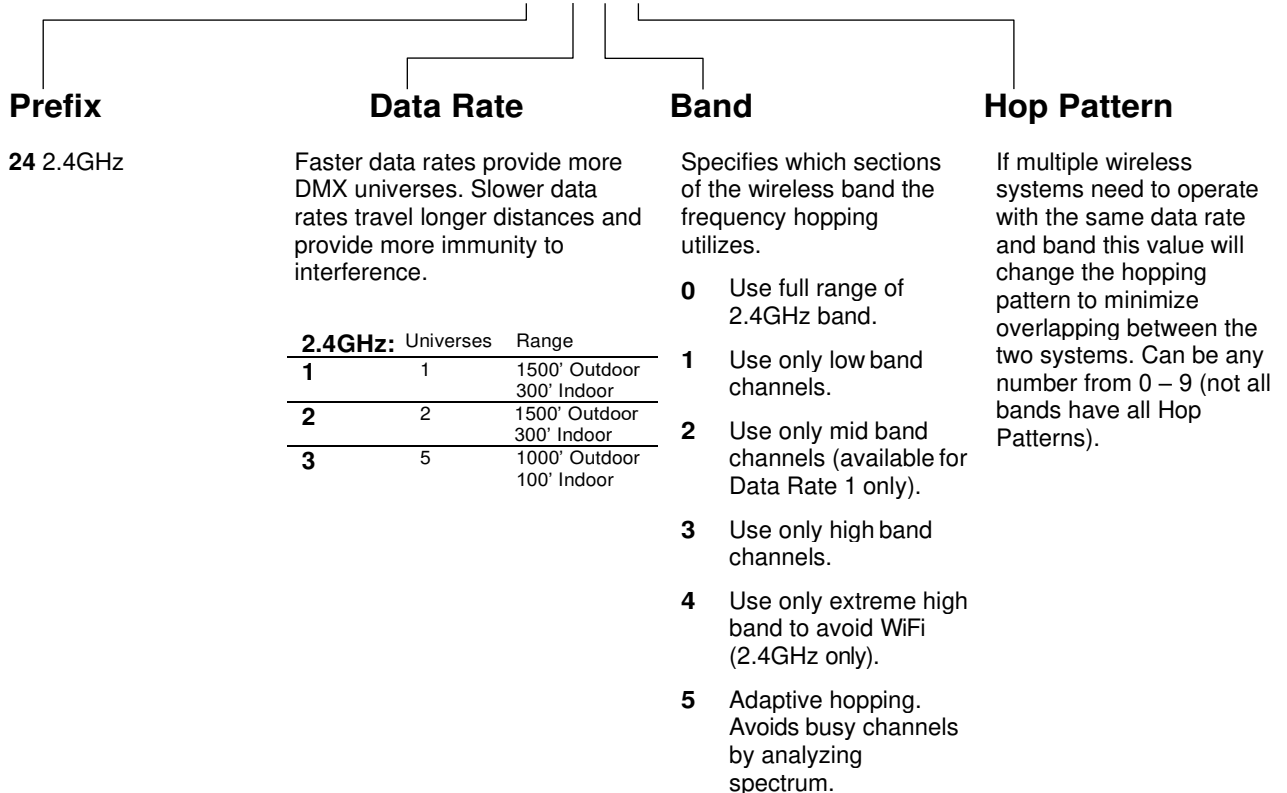 Prefix
24 2.4GHz
Data Rate
Faster data rates provide more
DMX universes. Slower data
rates travel longer distances and
provide more immunity to
interference.
2.4GHz: Universes Range
1 1 1500' Outdoor
300' Indoor
2 2 1500' Outdoor
300' Indoor
3 5 1000' Outdoor
100' Indoor
Band
Specifies which sections
of the wireless band the
frequency hopping
utilizes.
0 Use full range of
2.4GHz band.
1 Use only low band
channels.
2 Use only mid band
channels (available for
Data Rate 1 only).
3 Use only high band
channels.
4 Use only extreme high
band to avoid WiFi
(2.4GHz only).
5 Adaptive hopping.
Avoids busy channels
by analyzing
spectrum.
Hop Pattern
If multiple wireless
systems need to operate
with the same data rate
and band this value will
change the hopping
pattern to minimize
overlapping between the
two systems. Can be any
number from 0 – 9 (not all
bands have all Hop
Patterns).